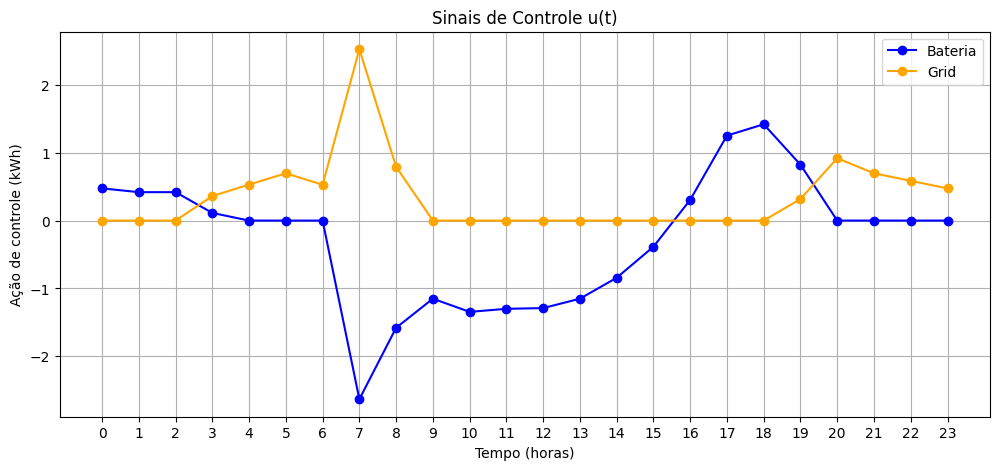 Sinais de Controle u(t)
Bateria
Grid
Ação de controle (kWh)
2
1
0
−1
−2
0 1 2 3 4 5 6 7 8 9 10 11 12 13 14 15 16 17 18 19 20 21 22 23
Tempo (horas)